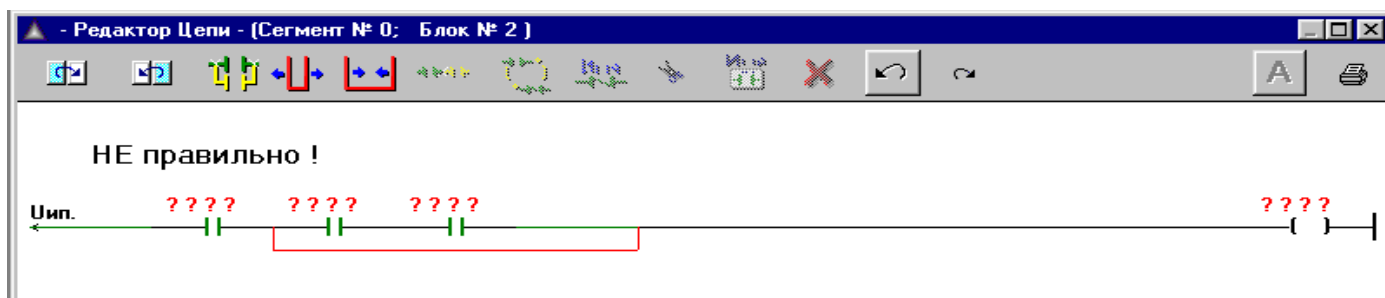 - Редактор Цепи - (Сегмент № 0; Блок № 2 )
A
НЕ правильно !
Uип. ? ? ? ? ? ? ? ? ? ? ? ? ? ? ? ?